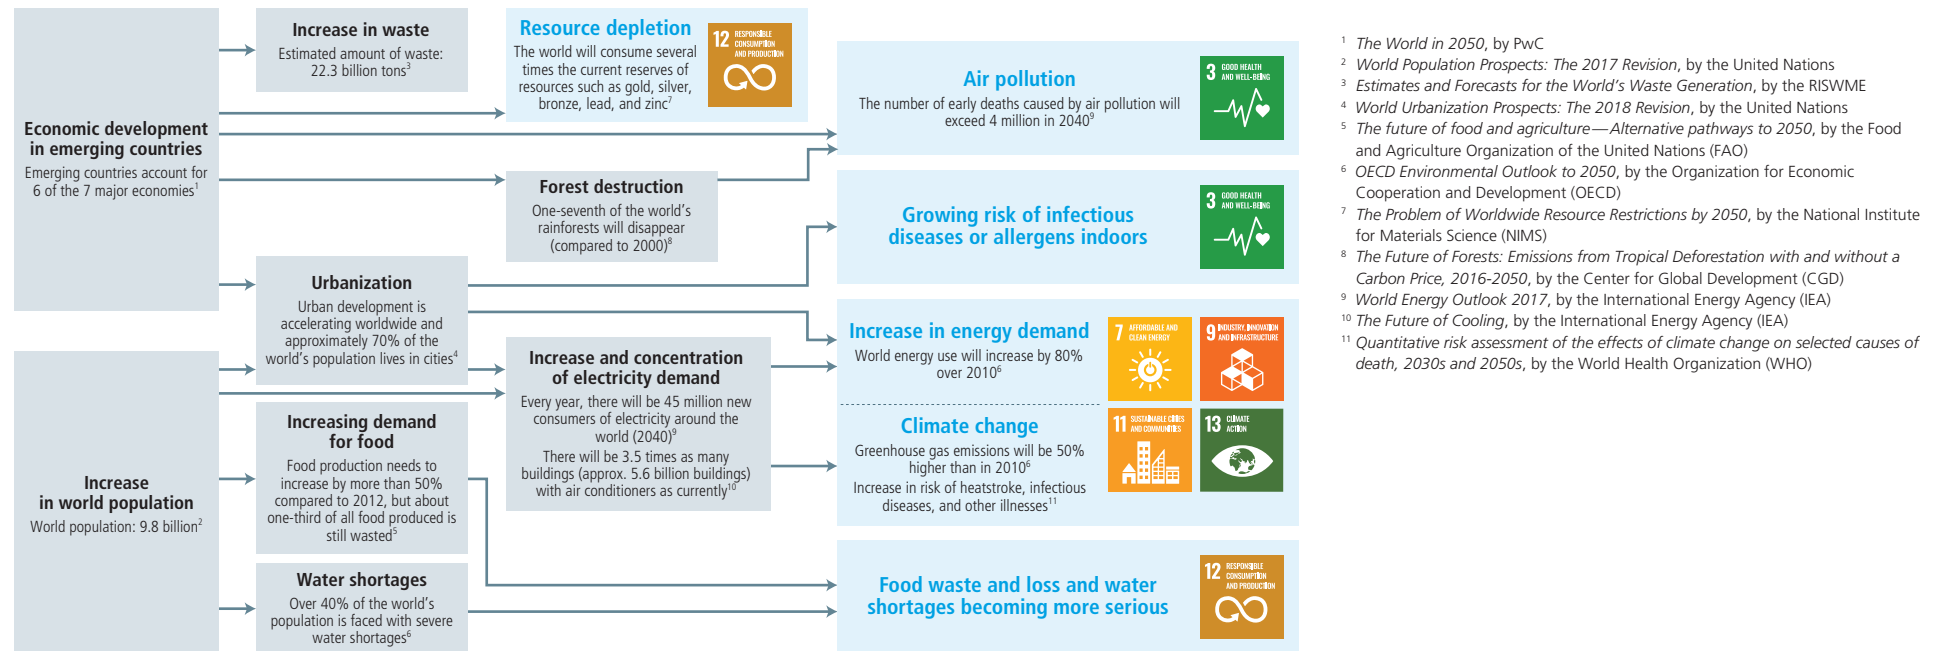 Economic development
in emerging countries
Emerging countries account for
6 of the 7 major economies1
Increase
in world population
World population: 9.8 billion2
Increase in waste
Estimated amount of waste:
22.3 billion tons3
Urbanization
Urban development is
accelerating worldwide and
approximately 70% of the
world's population lives in cities4
Increasing demand
for food
Food production needs to
increase by more than 50%
compared to 2012, but about
one-third of all food produced is
still wasted5
Water shortages
Over 40% of the world's
population is faced with severe
water shortages6
Resource depletion
The world will consume several
times the current reserves of
resources such as gold, silver,
bronze, lead, and zinc7
12 RESPONSIBLE
CONSUMPTION
AND PRODUCTION
Forest destruction
One-seventh of the world's
rainforests will disappear
(compared to 2000)8
Increase and concentration
of electricity demand
Every year, there will be 45 million new
consumers of electricity around the
world (2040)9
There will be 3.5 times as many
buildings (approx. 5.6 billion buildings)
with air conditioners as currently10
Air pollution
The number of early deaths caused by air pollution will
exceed 4 million in 20409
3 GOOD HEALTH
AND WELL-BEING
Growing risk of infectious
diseases or allergens indoors
3 GOOD HEALTH
AND WELL-BEING
Increase in energy demand
World energy use will increase by 80%
over 20106
7 AFFORDABLE AND
CLEAN ENERGY
9 INDUSTRY, INNOVATION
AND INFRASTRUCTURE
Climate change
Greenhouse gas emissions will be 50%
higher than in 20106
Increase in risk of heatstroke, infectious
diseases, and other illnesses11
11 SUSTAINABLE CITIES
AND COMMUNITIES
13 CLIMATE
ACTION
Food waste and loss and water
shortages becoming more serious
12 RESPONSIBLE
CONSUMPTION
AND PRODUCTION
1 The World in 2050, by PwC
2 World Population Prospects: The 2017 Revision, by the United Nations
3 Estimates and Forecasts for the World's Waste Generation, by the RISWME
4 World Urbanization Prospects: The 2018 Revision, by the United Nations
5 The future of food and agriculture—Alternative pathways to 2050, by the Food
and Agriculture Organization of the United Nations (FAO)
6 OECD Environmental Outlook to 2050, by the Organization for Economic
Cooperation and Development (OECD)
7 The Problem of Worldwide Resource Restrictions by 2050, by the National Institute
for Materials Science (NIMS)
8 The Future of Forests: Emissions from Tropical Deforestation with and without a
Carbon Price, 2016-2050, by the Center for Global Development (CGD)
9 World Energy Outlook 2017, by the International Energy Agency (IEA)
10 The Future of Cooling, by the International Energy Agency (IEA)
11 Quantitative risk assessment of the effects of climate change on selected causes of
death, 2030s and 2050s, by the World Health Organization (WHO)